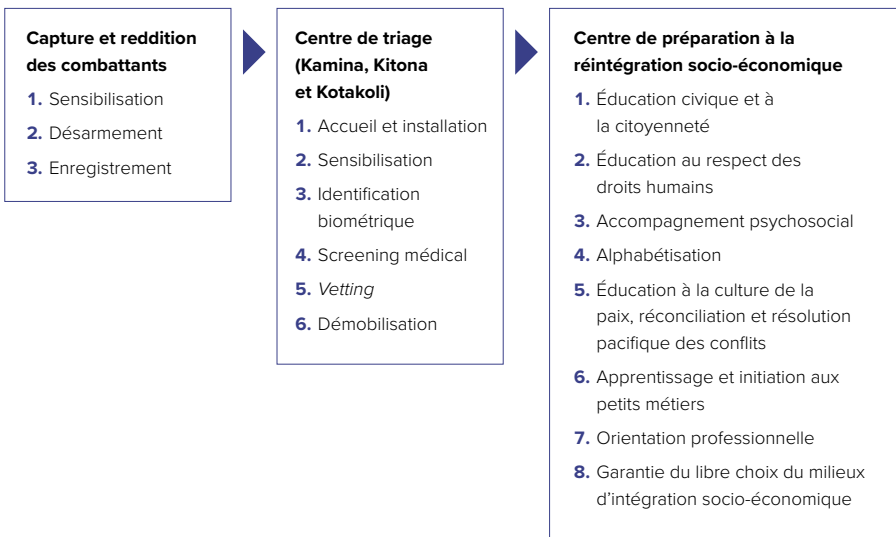 Capture et reddition
des combattants
1. Sensibilisation
2. Désarmement
3. Enregistrement
Centre de triage
(Kamina, Kitona
et Kotakoli)
1. Accueil et installation
2. Sensibilisation
3. Identification
biométrique
4. Screening médical
5. Vetting
6. Démobilisation
Centre de préparation à la
réintégration socio-économique
1. Éducation civique et à
la citoyenneté
2. Éducation au respect des
droits humains
3. Accompagnement psychosocial
4. Alphabétisation
5. Éducation à la culture de la
paix, réconciliation et résolution
pacifique des conflits
6. Apprentissage et initiation aux
petits métiers
7. Orientation professionnelle
8. Garantie du libre choix du milieux
d’intégration socio-économique